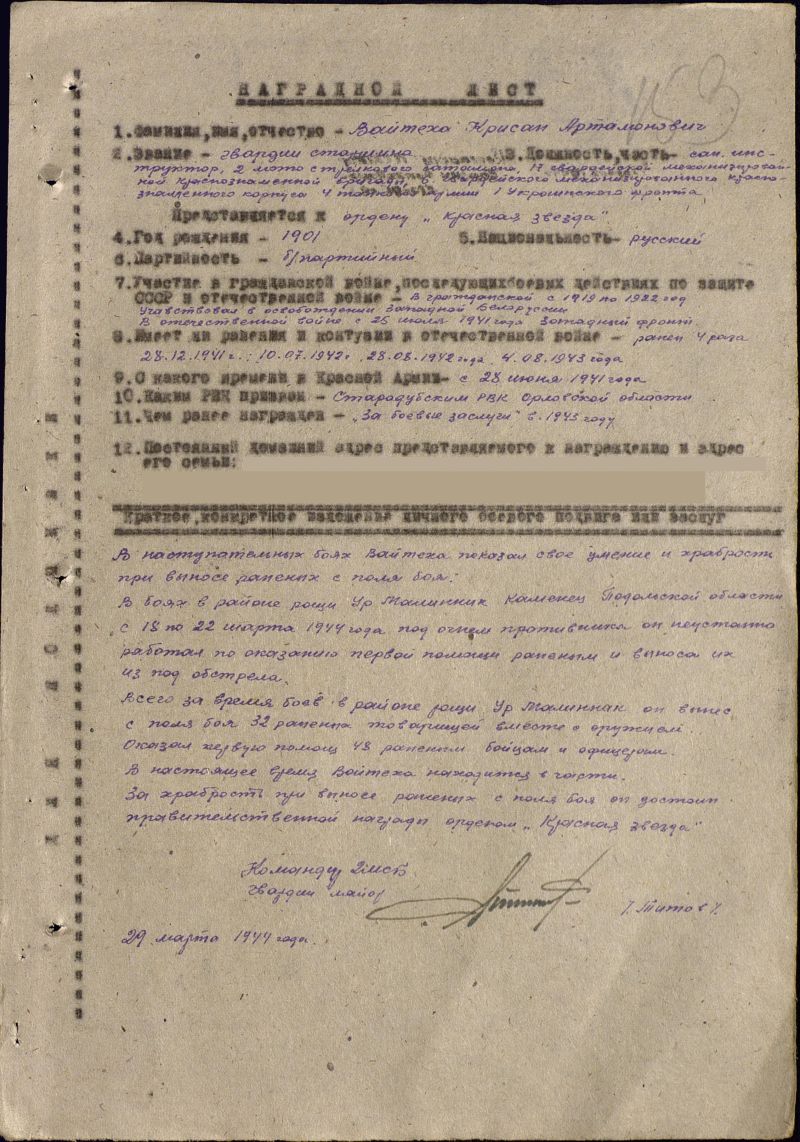 153
НАГРАДНОЙ ЛИСТ
1. Фамилия, имя, отчество – Вайтеха Крисан Артамонович
2. Звание – гвардии старшина 3. Должность, часть – сан. инс-
труктор, 2 мото стрелкового батальона, 17 гвардейской механизирован-
ной Краснознаменной бригады, гвардейского механизированного красно-
знаменного корпуса 4 танковой армии 1 Украинского фронта
Представляется к ордену „Красная звезда"
4. Год рождения – 1901 5. Национальность – русский
6. Партийность – б/партийный
7. Участие в гражданской войне, последующих боевых действиях по защите
СССР и отечественной войне – В гражданской с 1919 по 1922 год
Учавствовал в освобождении Западной Белоруссии
В отечественной войне с 25 июля 1941 года Западный фронт
8. Имеет ли ранения и контузии в отечественной войне – ранен 4 раза
28.12.1941 г.; 10.07.1942 г. 28.08.1942 года, 4.08.1943 года
9. С какого времени в Красной Армии – с 28 июня 1941 года
10. Каким РВК призван – Стародубским РВК Орловской области
11. Чем ранее награжден – „За боевые заслуги" в 1943 году
12. Постоянный домашний адрес представляемого к награждению и адрес
его семьи:
Краткое, конкретное изложение личного боевого подвига или заслуг
В наступательных боях Вайтеха показал свое умение и храбрость
при выносе раненых с поля боя.
В боях в районе рощи Ур Малинник Каменец Подольской области
с 18 по 22 марта 1944 года под огнем противника он неустанно
работал по оказанию первой помощи раненым и выноса их
из под обстрела.
Всего за время боев в районе рощи Ур Малинник он вынес
с поля боя 32 раненых товарищей вместе с оружием.
Оказал первую помощь 48 раненым бойцам и офицерам.
В настоящее время Вайтеха находится в части.
За храбрость при выносе раненых с поля боя он достоин
правительственной награды орденом „Красная звезда"
Командир 2 мсб
гвардии майор
/. Титов /.
29 марта 1944 года.